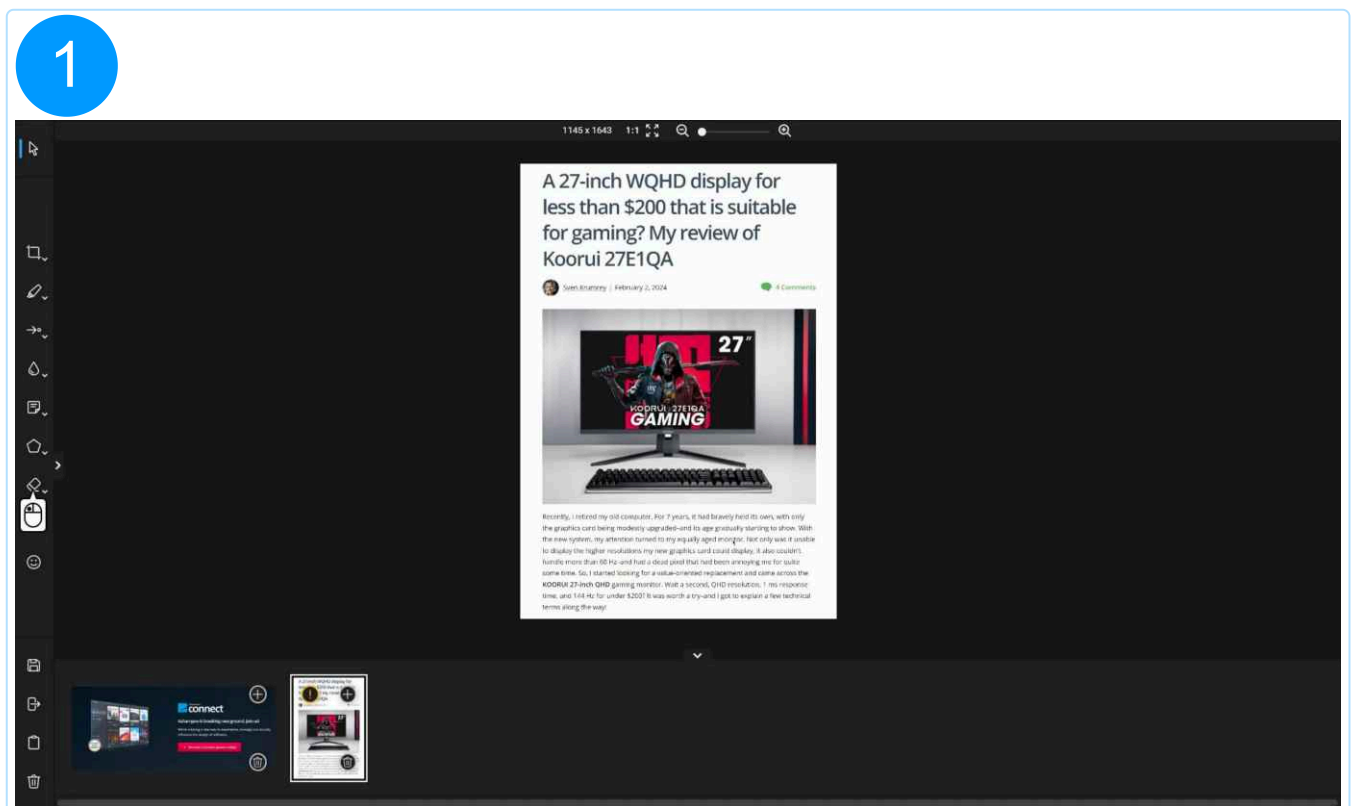 1
1145 x 1643 1:1
A 27-inch WQHD display for
less than $200 that is suitable
for gaming? My review of
Koorui 27E1QA
Sven Krumrey | February 2, 2024 4 Comments
27"
KOORUI 27E1QA
GAMING
Recently, I retired my old computer. For 7 years, it had bravely held its own, with only
the graphics card being modestly upgraded–and its age gradually starting to show. With
the new system, my attention turned to my equally aged monitor. Not only was it unable
to display the higher resolutions my new graphics card could display, it also couldn't
handle more than 60 Hz–and had a dead pixel that had been annoying me for quite
some time. So, I started looking for a value-oriented replacement and came across the
KOORUI 27-inch QHD gaming monitor. Wait a second, QHD resolution, 1 ms response
time, and 144 Hz for under $200? It was worth a try–and I got to explain a few technical
terms along the way!
connect